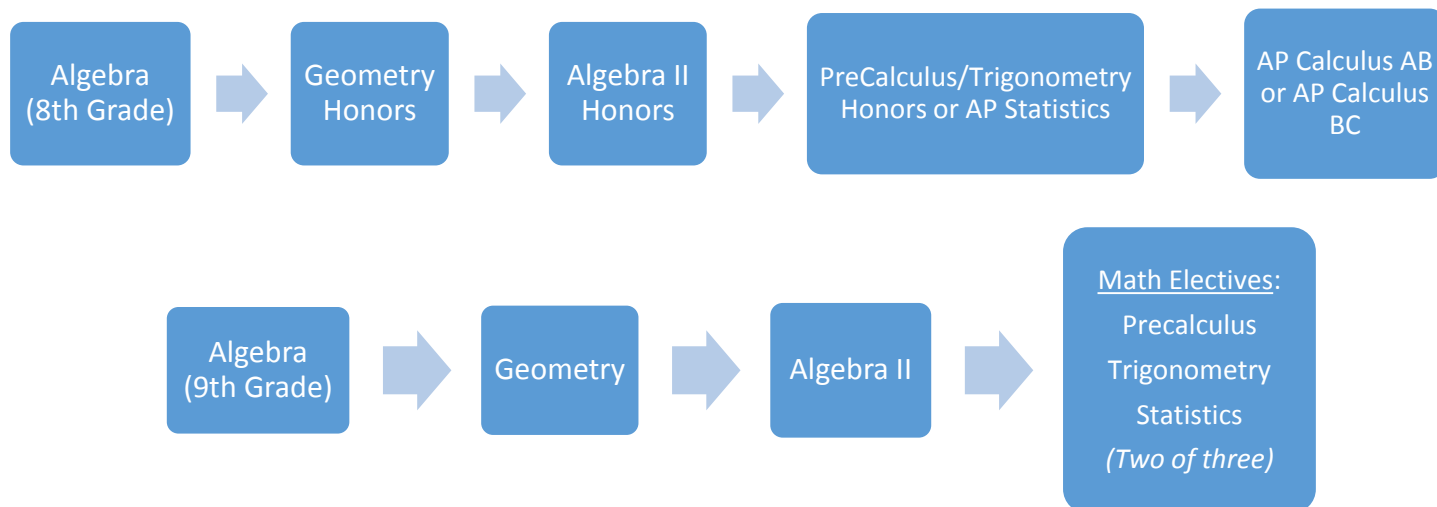 Algebra
(8th Grade)
Geometry
Honors
Algebra II
Honors
PreCalculus/Trigonometry
Honors or AP Statistics
AP Calculus AB
or AP Calculus
BC
Algebra
(9th Grade)
Geometry
Algebra II
Math Electives:
Precalculus
Trigonometry
Statistics
(Two of three)